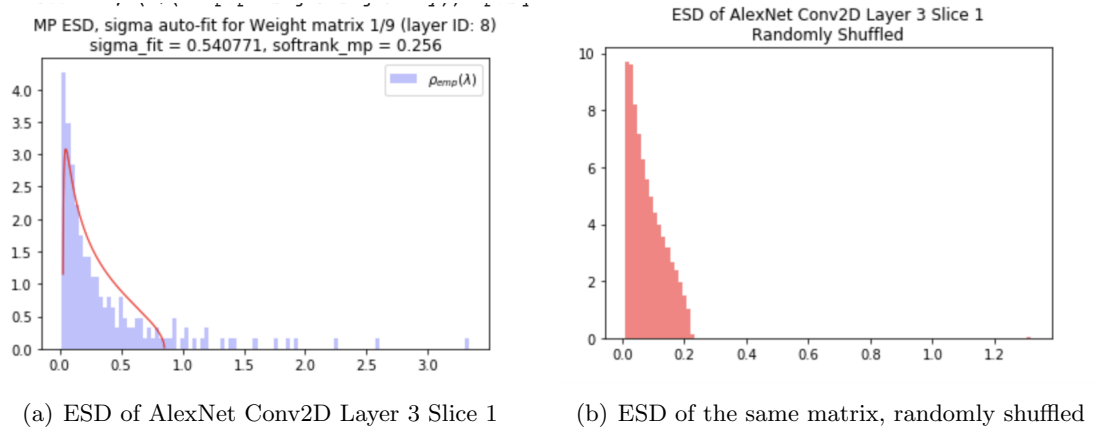 MP ESD, sigma auto-fit for Weight matrix 1/9 (layer ID: 8)
sigma_fit = 0.540771, softrank_mp = 0.256
ρemp(λ)
4.0
3.5
3.0
2.5
2.0
1.5
1.0
0.5
0.0
0.0 0.5 1.0 1.5 2.0 2.5 3.0
(a) ESD of AlexNet Conv2D Layer 3 Slice 1
ESD of AlexNet Conv2D Layer 3 Slice 1
Randomly Shuffled
10
8
6
4
2
0
0.0 0.2 0.4 0.6 0.8 1.0 1.2
(b) ESD of the same matrix, randomly shuffled